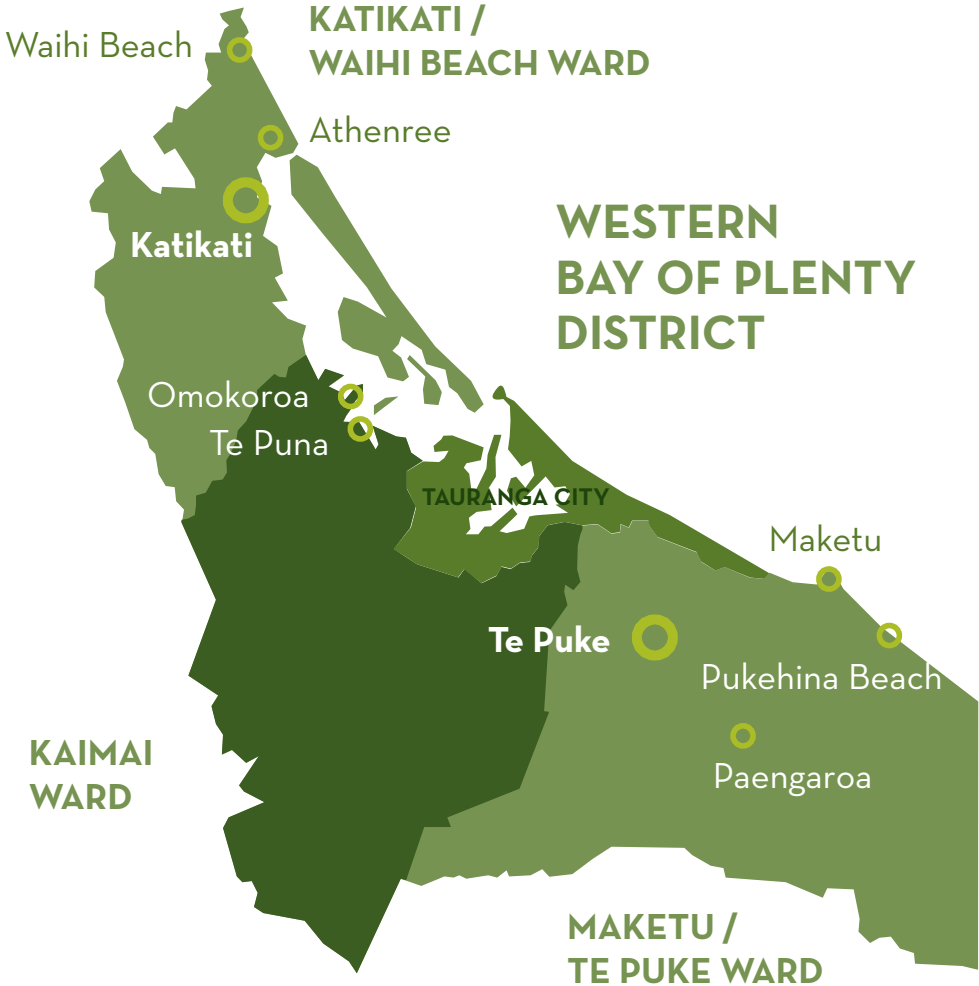 KATIKATI /
WAIHI BEACH WARD
Waihi Beach
Athenree
Katikati
WESTERN
BAY OF PLENTY
DISTRICT
Omokoroa
Te Puna
TAURANGA CITY
Maketu
Te Puke
Pukehina Beach
Paengaroa
KAIMAI
WARD
MAKETU /
TE PUKE WARD